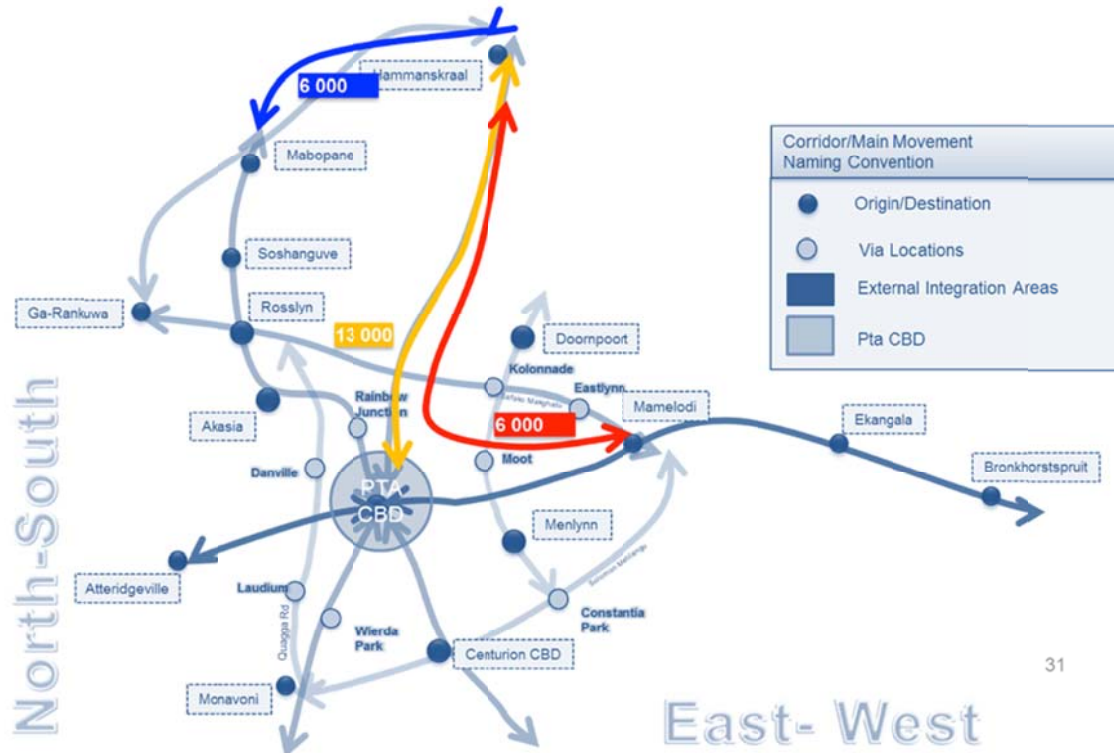 6 000
Hammanskraal
Mabopane
Soshanguve
Ga-Rankuwa
Rosslyn
13 000
Doornpoort
Kolonnade
Rainbow
Junction
Eastlynn
Mamelodi
Ekangala
Akasia
6 000
Danville
Moot
Bronkhorstspruit
PTA
CBD
Menlynn
Atteridgeville
Laudium
Quagga Rd
Wierda
Park
Constantia
Park
Centurion CBD
Monavoni
North-South
East- West
Corridor/Main Movement
Naming Convention
Origin/Destination
Via Locations
External Integration Areas
Pta CBD
31